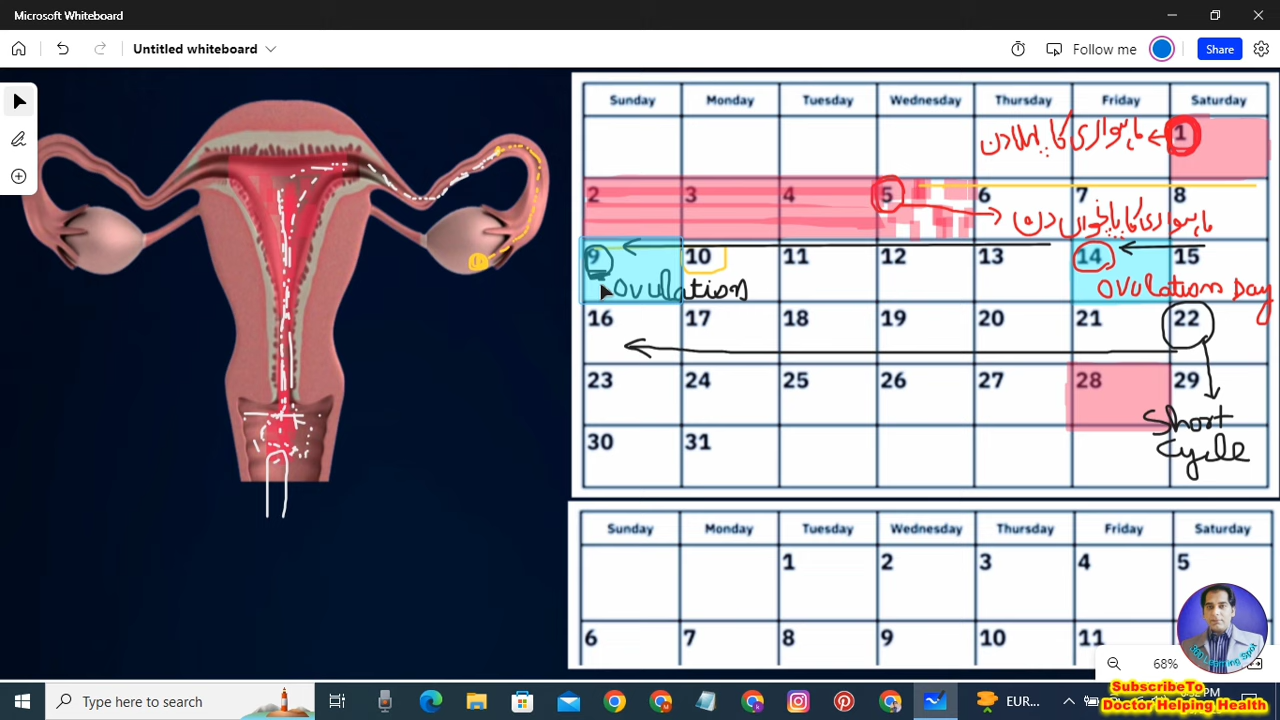 Microsoft Whiteboard
Untitled whiteboard
Follow me
Share
Sunday Monday Tuesday Wednesday Thursday Friday Saturday
ماہواری کا پہلا دن 1
2 3 4 5 6 7 8
ماہواری کا پانچواں دن
9 10 11 12 13 14 15
Ovulation
Ovulation Day
16 17 18 19 20 21 22
23 24 25 26 27 28 29
Short
Cycle
30 31
Sunday Monday Tuesday Wednesday Thursday Friday Saturday
1 2 3 4 5
6 7 8 9 10 11
68%
Type here to search
EUR...
SubscribeTo
Doctor Helping Health